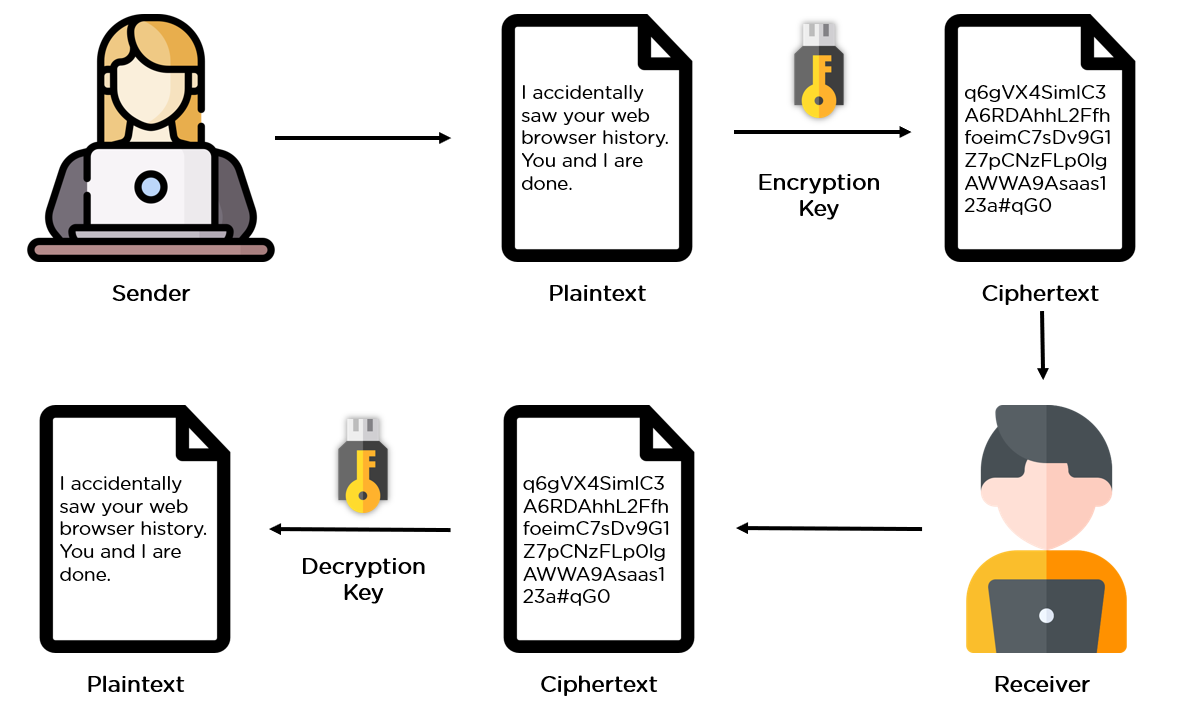 I accidentally
saw your web
browser history.
You and I are
done.
Encryption
Key
q6gVX4SimlC3
A6RDAhhL2Ffh
foeimC7sDv9G1
Z7pCNzFLp0lg
AWWA9Asaas1
23a#qG0
Sender
Plaintext
Ciphertext
I accidentally
saw your web
browser history.
You and I are
done.
Decryption
Key
q6gVX4SimlC3
A6RDAhhL2Ffh
foeimC7sDv9G1
Z7pCNzFLp0lg
AWWA9Asaas1
23a#qG0
Plaintext
Ciphertext
Receiver